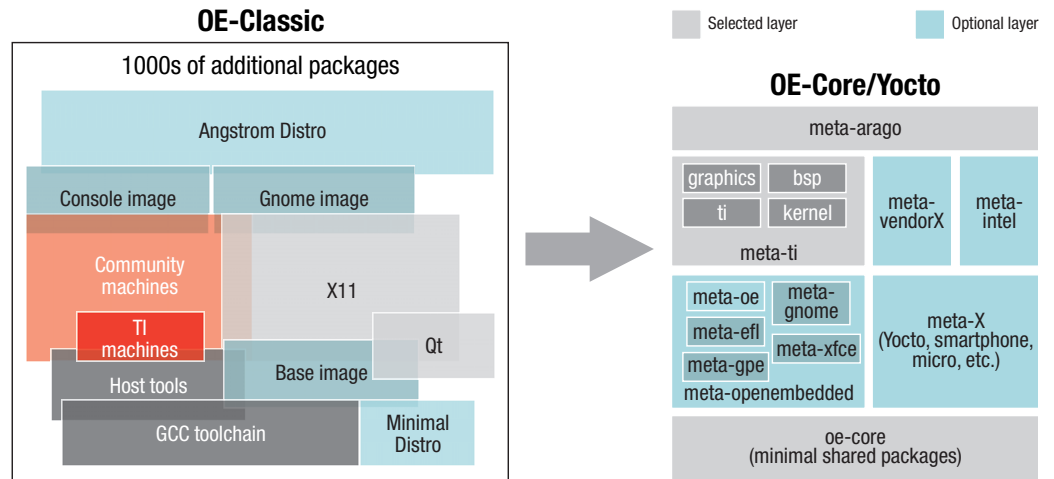 OE-Classic
1000s of additional packages
Angstrom Distro
Console image
Gnome image
Community
machines
X11
TI
machines
Qt
Host tools
Base image
GCC toolchain
Minimal
Distro
Selected layer
Optional layer
OE-Core/Yocto
meta-arago
graphics
bsp
ti
kernel
meta-ti
meta-
vendorX
meta-
intel
meta-oe
meta-
gnome
meta-efl
meta-xfce
meta-gpe
meta-openembedded
meta-X
(Yocto, smartphone,
micro, etc.)
oe-core
(minimal shared packages)